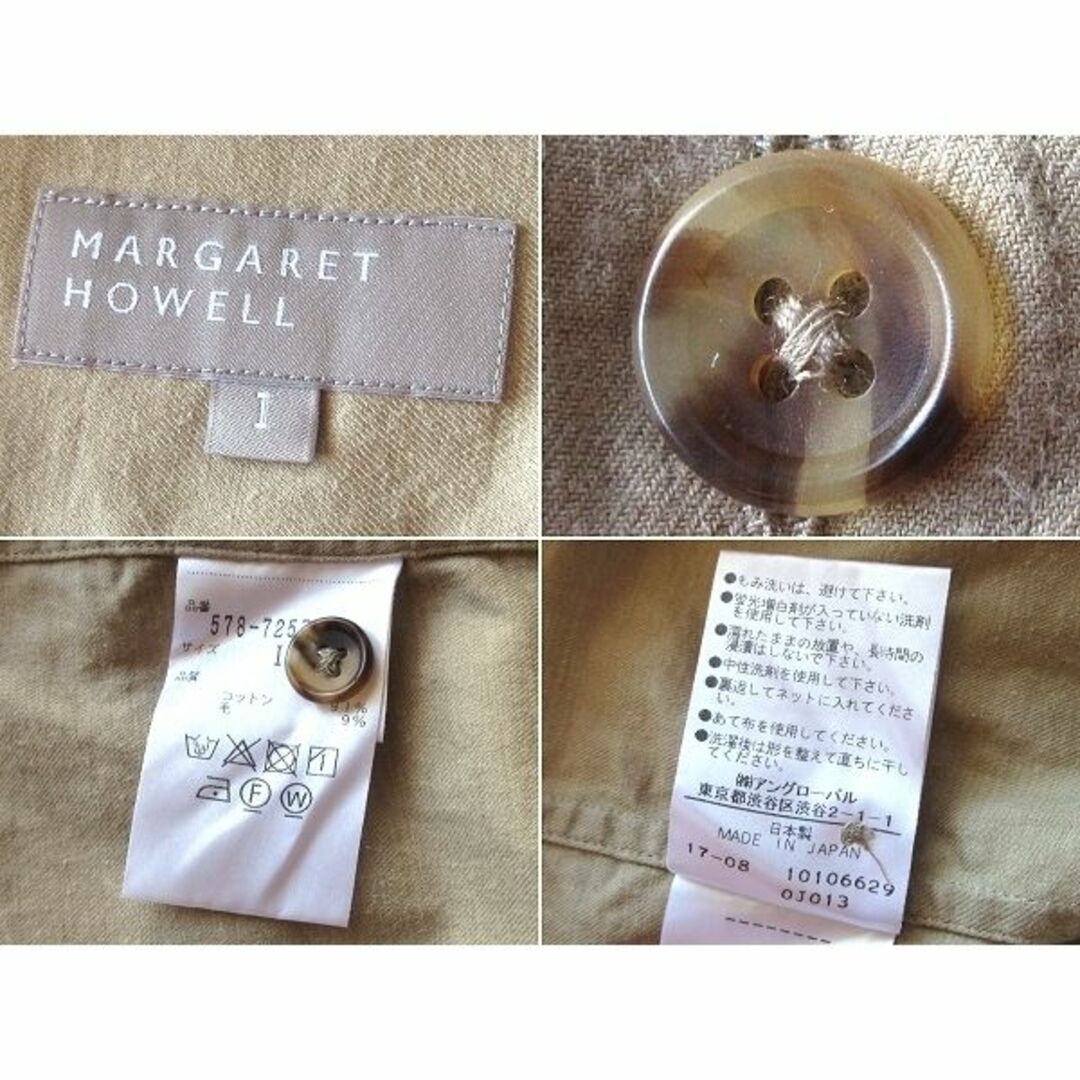 MARGARET
HOWELL
1
品番
578-725
サイズ
1
品質
コットン 91%
毛 9%
F W
●もみ洗いは、避けて下さい。
●蛍光増白剤が入っていない洗剤
を使用して下さい。
●濡れたままの放置や、長時間の
浸漬はしないで下さい。
●中性洗剤を使用して下さい。
●裏返してネットに入れてくださ
い。
●あて布を使用してください。
●洗濯後は形を整えて直ちに干し
てください。
㈱アングローバル
東京都渋谷区渋谷2-1-1
日本製
MADE IN JAPAN
17-08 10106629
0J013